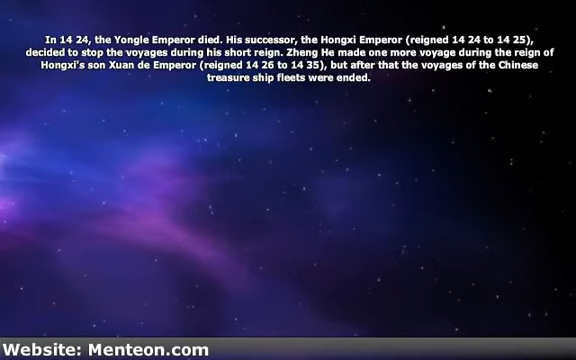 In 14 24, the Yongle Emperor died. His successor, the Hongxi Emperor (reigned 14 24 to 14 25),
decided to stop the voyages during his short reign. Zheng He made one more voyage during the reign of
Hongxi's son Xuan de Emperor (reigned 14 26 to 14 35), but after that the voyages of the Chinese
treasure ship fleets were ended.
Website: Menteon.com